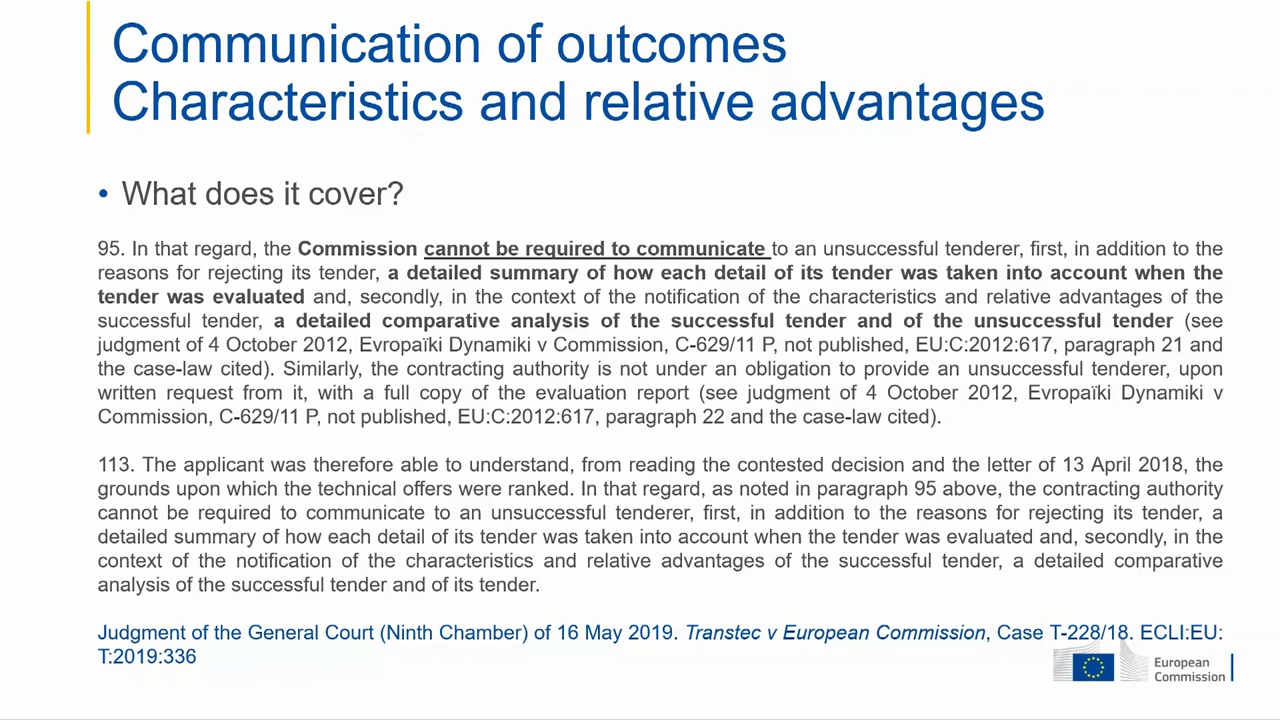 Communication of outcomes
Characteristics and relative advantages
• What does it cover?
95. In that regard, the Commission cannot be required to communicate to an unsuccessful tenderer, first, in addition to the
reasons for rejecting its tender, a detailed summary of how each detail of its tender was taken into account when the
tender was evaluated and, secondly, in the context of the notification of the characteristics and relative advantages of the
successful tender, a detailed comparative analysis of the successful tender and of the unsuccessful tender (see
judgment of 4 October 2012, Evropaïki Dynamiki v Commission, C-629/11 P, not published, EU:C:2012:617, paragraph 21 and
the case-law cited). Similarly, the contracting authority is not under an obligation to provide an unsuccessful tenderer, upon
written request from it, with a full copy of the evaluation report (see judgment of 4 October 2012, Evropaïki Dynamiki v
Commission, C-629/11 P, not published, EU:C:2012:617, paragraph 22 and the case-law cited).
113. The applicant was therefore able to understand, from reading the contested decision and the letter of 13 April 2018, the
grounds upon which the technical offers were ranked. In that regard, as noted in paragraph 95 above, the contracting authority
cannot be required to communicate to an unsuccessful tenderer, first, in addition to the reasons for rejecting its tender, a
detailed summary of how each detail of its tender was taken into account when the tender was evaluated and, secondly, in the
context of the notification of the characteristics and relative advantages of the successful tender, a detailed comparative
analysis of the successful tender and of its tender.
Judgment of the General Court (Ninth Chamber) of 16 May 2019. Transtec v European Commission, Case T-228/18. ECLI:EU:
T:2019:336
European
Commission